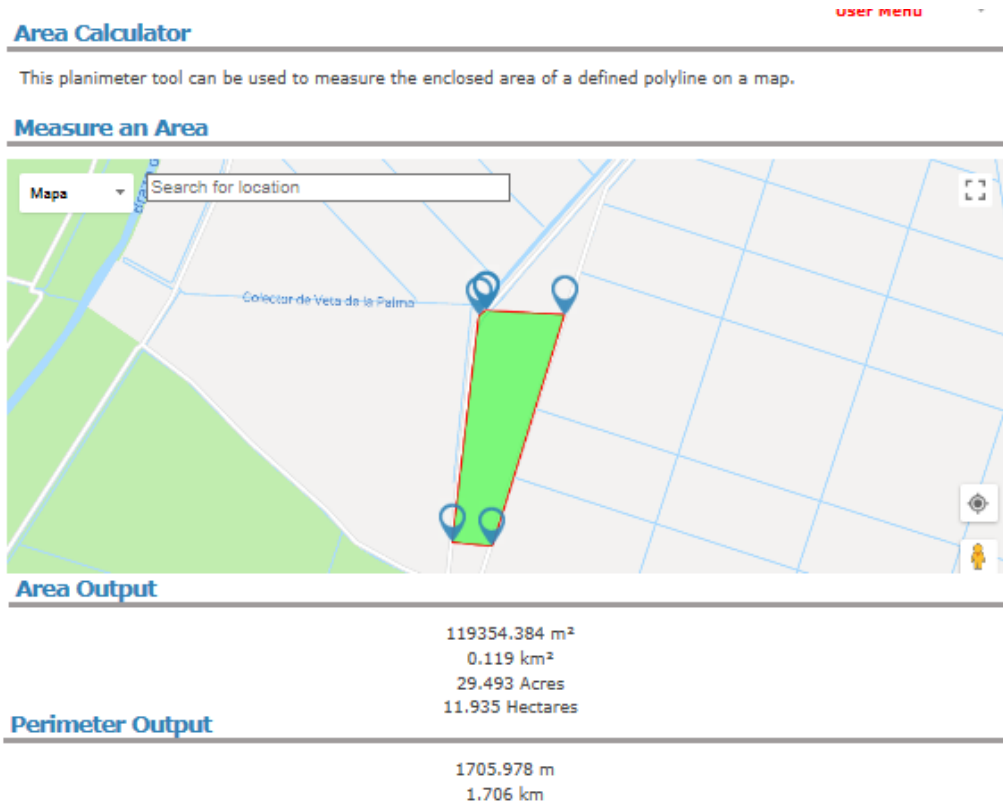 User Menu
Area Calculator
This planimeter tool can be used to measure the enclosed area of a defined polyline on a map.
Measure an Area
Mapa
Search for location
Colector de Veta de la Palma
Area Output
119354.384 m²
0.119 km²
29.493 Acres
11.935 Hectares
Perimeter Output
1705.978 m
1.706 km